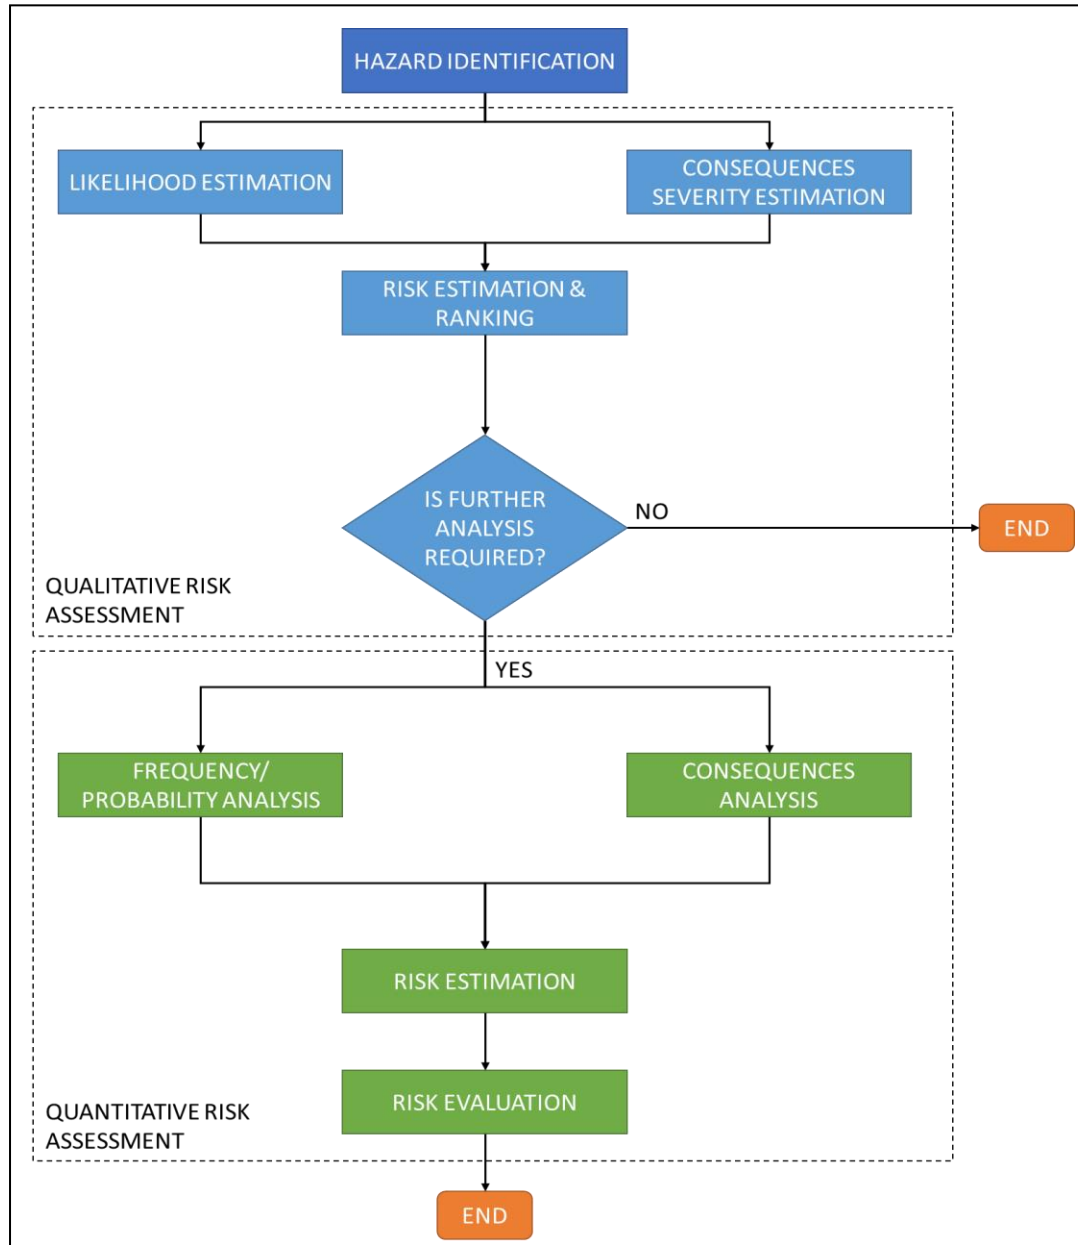 HAZARD IDENTIFICATION
LIKELIHOOD ESTIMATION
CONSEQUENCES
SEVERITY ESTIMATION
RISK ESTIMATION &
RANKING
IS FURTHER
ANALYSIS
REQUIRED?
NO
END
QUALITATIVE RISK
ASSESSMENT
YES
FREQUENCY/
PROBABILITY ANALYSIS
CONSEQUENCES
ANALYSIS
RISK ESTIMATION
RISK EVALUATION
QUANTITATIVE RISK
ASSESSMENT
END